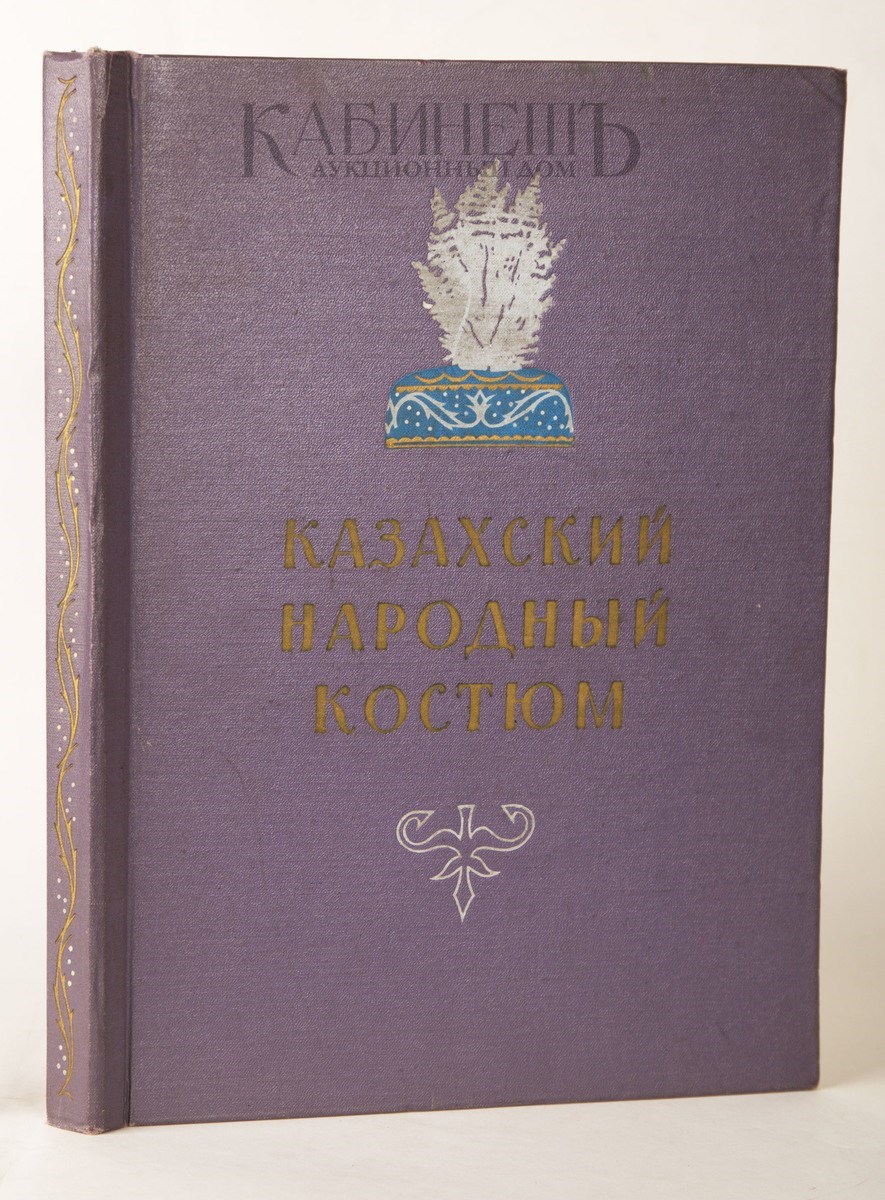 КАБИНЕТЪ
АУКЦИОННЫЙ ДОМ
КАЗАХСКИЙ
НАРОДНЫЙ
КОСТЮМ